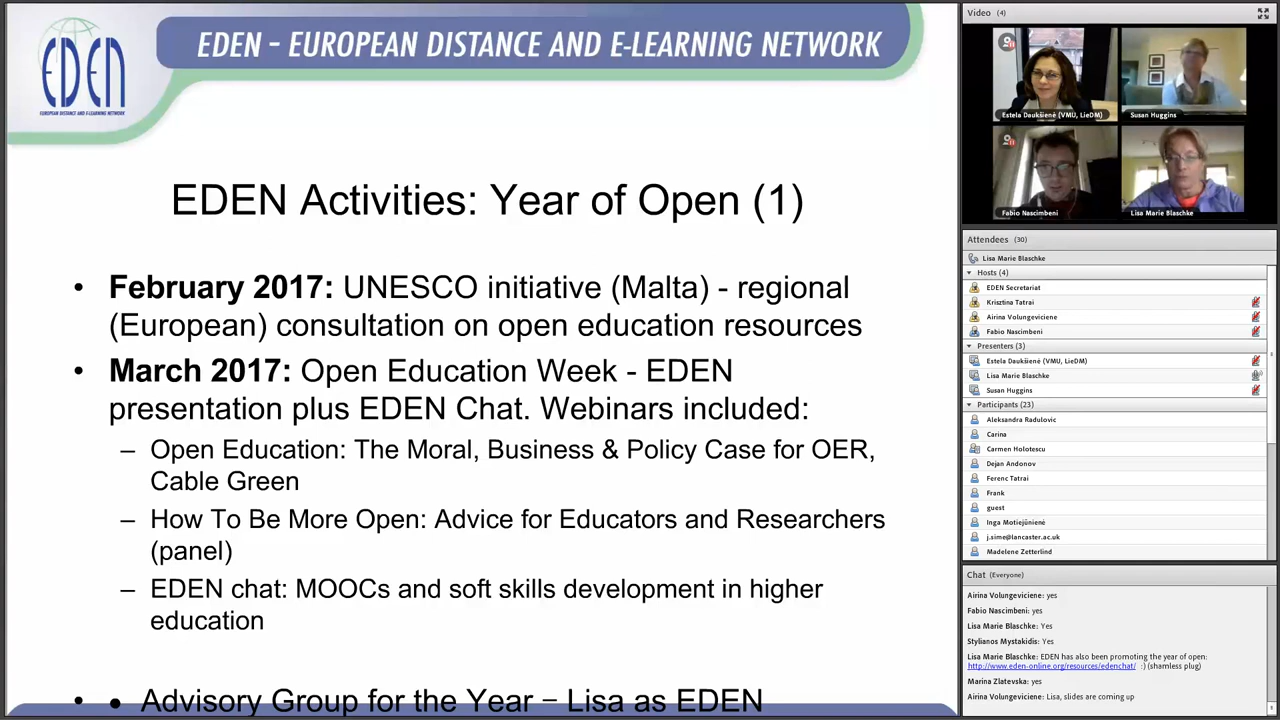 EDEN
EUROPEAN DISTANCE AND E-LEARNING NETWORK
EDEN – EUROPEAN DISTANCE AND E-LEARNING NETWORK
EDEN Activities: Year of Open (1)
• February 2017: UNESCO initiative (Malta) - regional
(European) consultation on open education resources
• March 2017: Open Education Week - EDEN
presentation plus EDEN Chat. Webinars included:
– Open Education: The Moral, Business & Policy Case for OER,
Cable Green
– How To Be More Open: Advice for Educators and Researchers
(panel)
– EDEN chat: MOOCs and soft skills development in higher
education
• • Advisory Group for the Year – Lisa as EDEN
Video (4)
Estela Daukšienė (VMU, LieDM)
Susan Huggins
Fabio Nascimbeni
Lisa Marie Blaschke
Attendees (30)
Lisa Marie Blaschke
Hosts (4)
EDEN Secretariat
Krisztina Tatrai
Airina Volungeviciene
Fabio Nascimbeni
Presenters (3)
Estela Daukšienė (VMU, LieDM)
Lisa Marie Blaschke
Susan Huggins
Participants (23)
Aleksandra Radulovic
Carina
Carmen Holotescu
Dejan Andonov
Ferenc Tatrai
Frank
guest
Inga Motiejūnienė
j.sime@lancaster.ac.uk
Madelene Zetterlind
Chat (Everyone)
Airina Volungeviciene: yes
Fabio Nascimbeni: yes
Lisa Marie Blaschke: Yes
Stylianos Mystakidis: Yes
Lisa Marie Blaschke: EDEN has also been promoting the year of open:
http://www.eden-online.org/resources/edenchat/ :) (shamless plug)
Marina Zlatevska: yes
Airina Volungeviciene: Lisa, slides are coming up